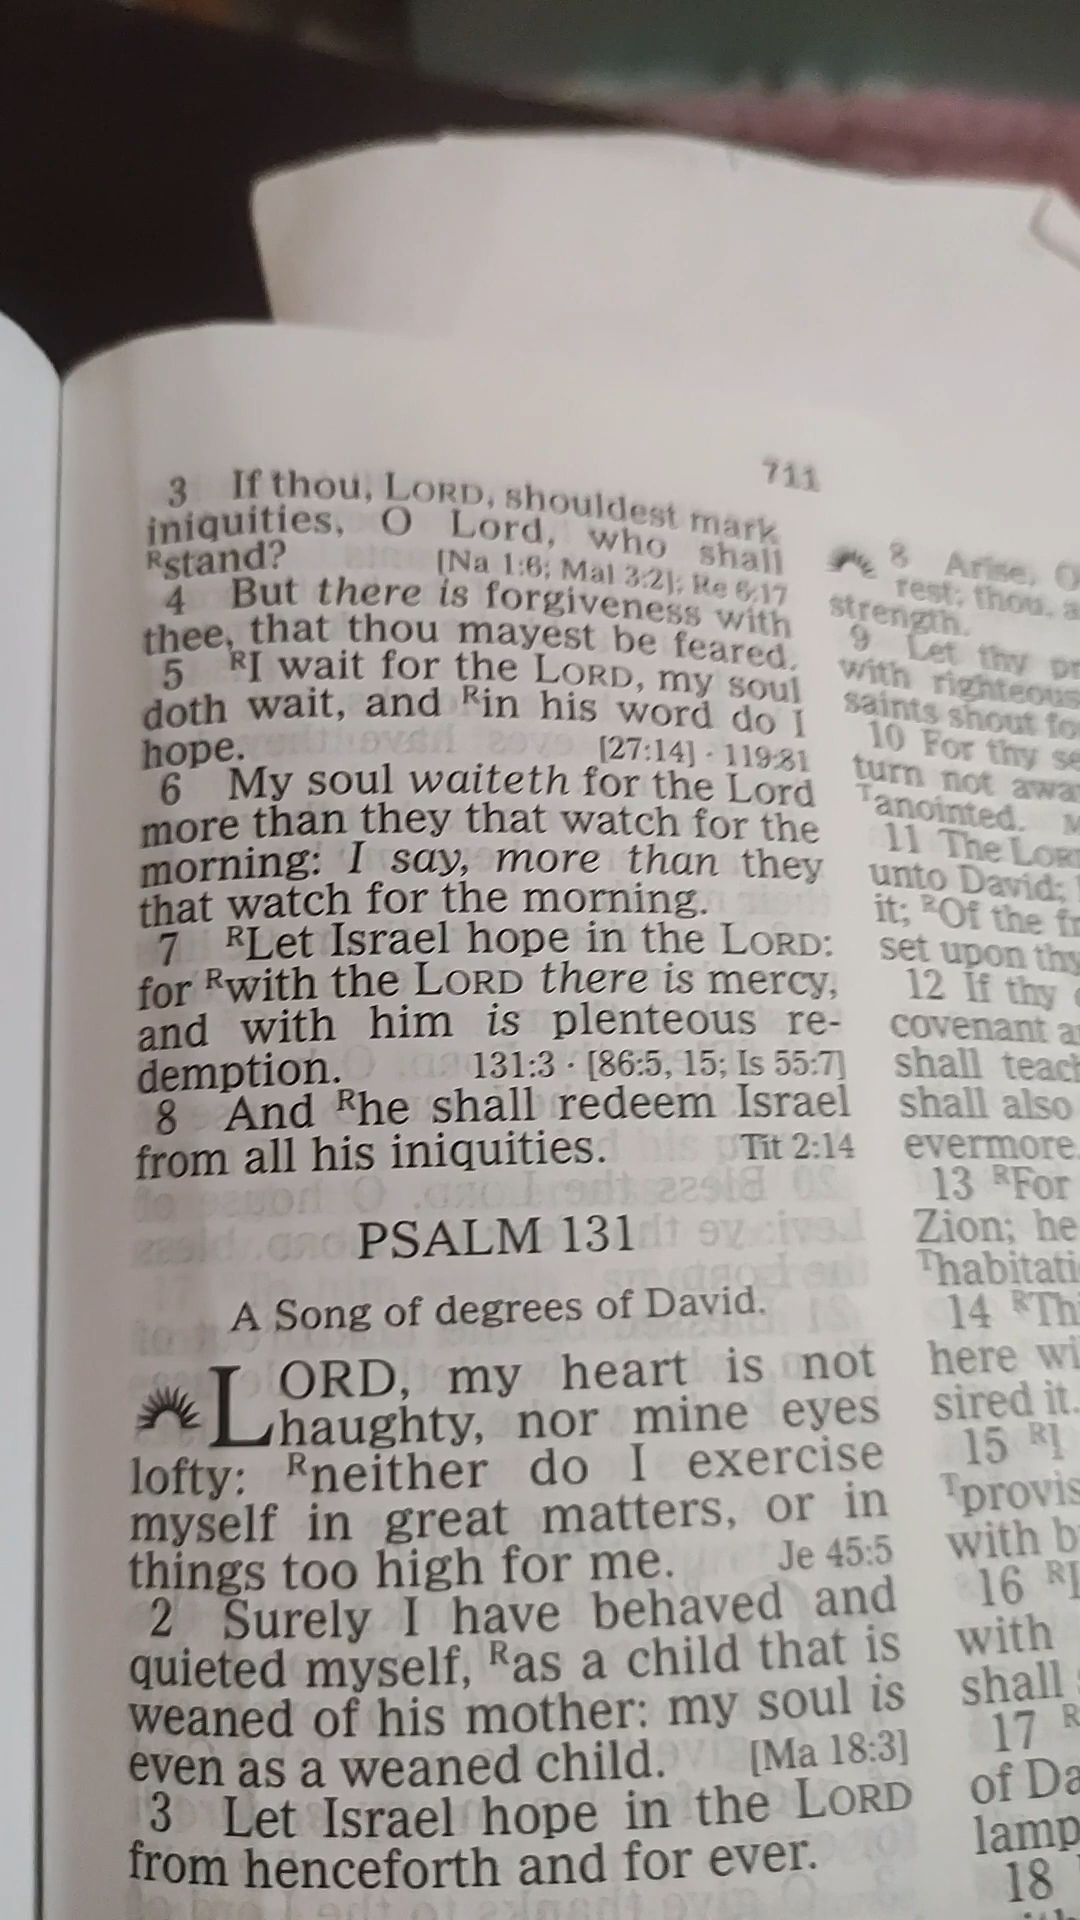 711
3 If thou, LORD, shouldest mark
iniquities, O Lord, who shall
Rstand? [Na 1:6; Mal 3:2]; Re 6:17
4 But there is forgiveness with
thee, that thou mayest be feared.
5 RI wait for the LORD, my soul
doth wait, and Rin his word do I
hope. [27:14] · 119:81
6 My soul waiteth for the Lord
more than they that watch for the
morning: I say, more than they
that watch for the morning.
7 RLet Israel hope in the LORD:
for Rwith the LORD there is mercy,
and with him is plenteous re-
demption. 131:3 · [86:5, 15; Is 55:7]
8 And Rhe shall redeem Israel
from all his iniquities. Tit 2:14
PSALM 131
A Song of degrees of David.
LORD, my heart is not
haughty, nor mine eyes
lofty: Rneither do I exercise
myself in great matters, or in
things too high for me. Je 45:5
2 Surely I have behaved and
quieted myself, Ras a child that is
weaned of his mother: my soul is
even as a weaned child. [Ma 18:3]
3 Let Israel hope in the LORD
from henceforth and for ever.
8 Arise, O
rest; thou, a
strength.
9 Let thy pr
with righteous
saints shout fo
10 For thy se
turn not awa
Tanointed. M
11 The LOR
unto David;
it; ROf the fr
set upon thy
12 If thy
covenant a
shall teach
shall also
evermore.
13 RFor
Zion; he
Thabitati
14 RTh
here wi
sired it.
15 RI
Tprovis
with b
16 RI
with
shall
17 R
of Da
lamp
18